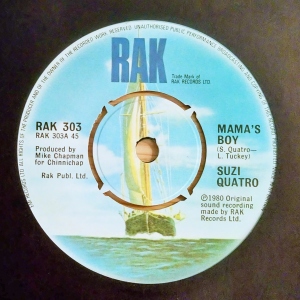 RAK
Trade Mark of
RAK RECORDS LTD
RAK 303
RAK 303A 45
Produced by
Mike Chapman
for Chinnichap
Rak Publ. Ltd.
MAMA'S
BOY
(S. Quatro—
L. Tuckey)
SUZI
QUATRO
Ⓟ1980 Original
sound recording
made by RAK
Records Ltd.